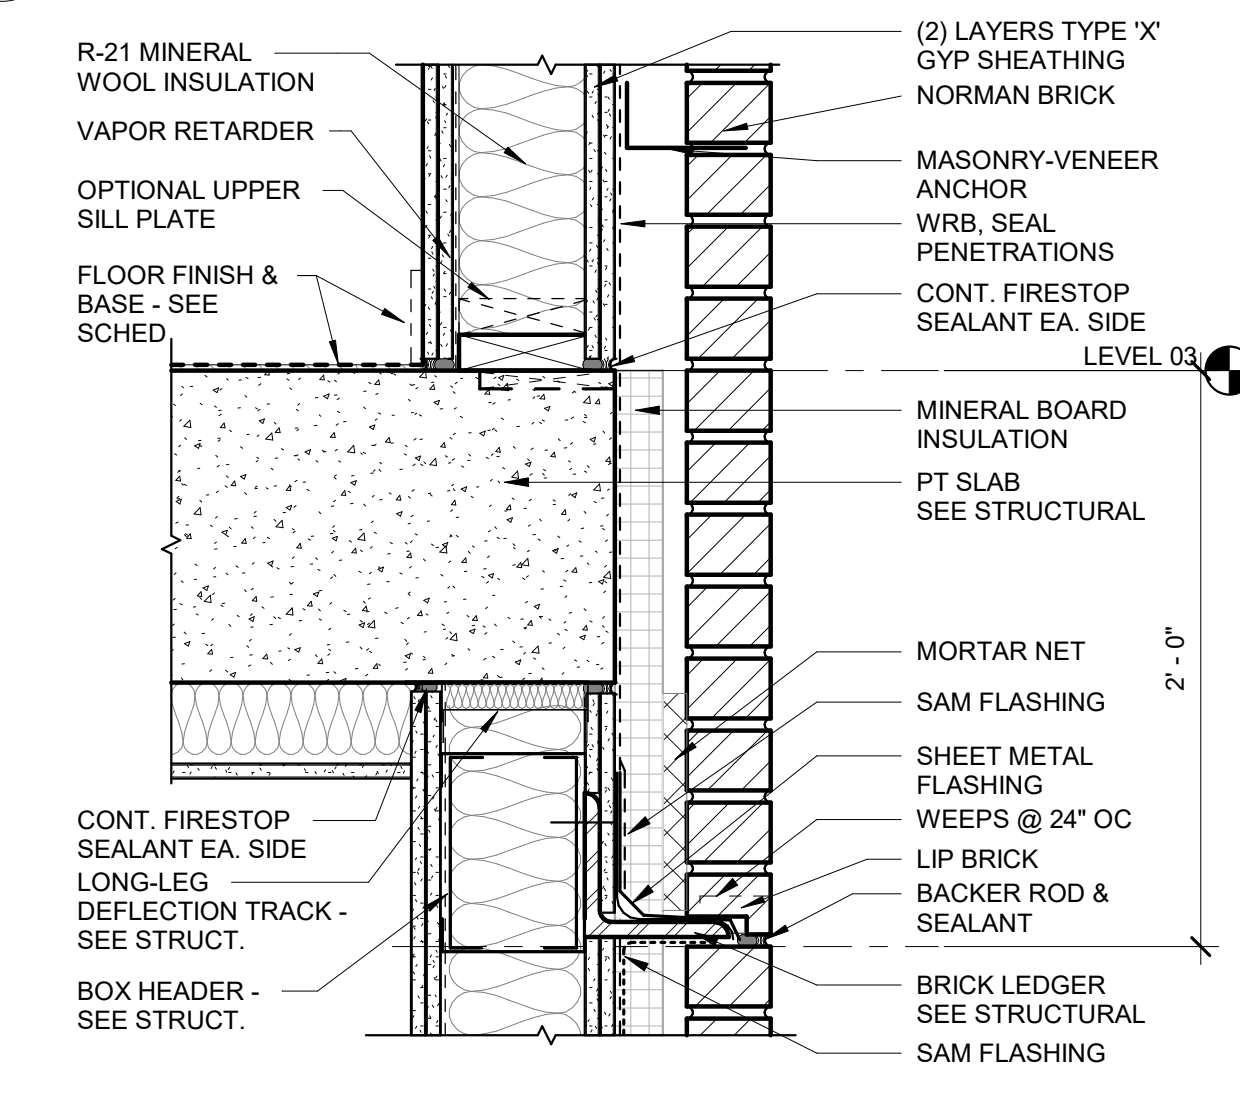 R-21 MINERAL
WOOL INSULATION
VAPOR RETARDER
OPTIONAL UPPER
SILL PLATE
FLOOR FINISH &
BASE - SEE
SCHED
CONT. FIRESTOP
SEALANT EA. SIDE
LONG-LEG
DEFLECTION TRACK -
SEE STRUCT.
BOX HEADER -
SEE STRUCT.
(2) LAYERS TYPE 'X'
GYP SHEATHING
NORMAN BRICK
MASONRY-VENEER
ANCHOR
WRB, SEAL
PENETRATIONS
CONT. FIRESTOP
SEALANT EA. SIDE
LEVEL 03
MINERAL BOARD
INSULATION
PT SLAB
SEE STRUCTURAL
2' - 0"
MORTAR NET
SAM FLASHING
SHEET METAL
FLASHING
WEEPS @ 24" OC
LIP BRICK
BACKER ROD &
SEALANT
BRICK LEDGER
SEE STRUCTURAL
SAM FLASHING